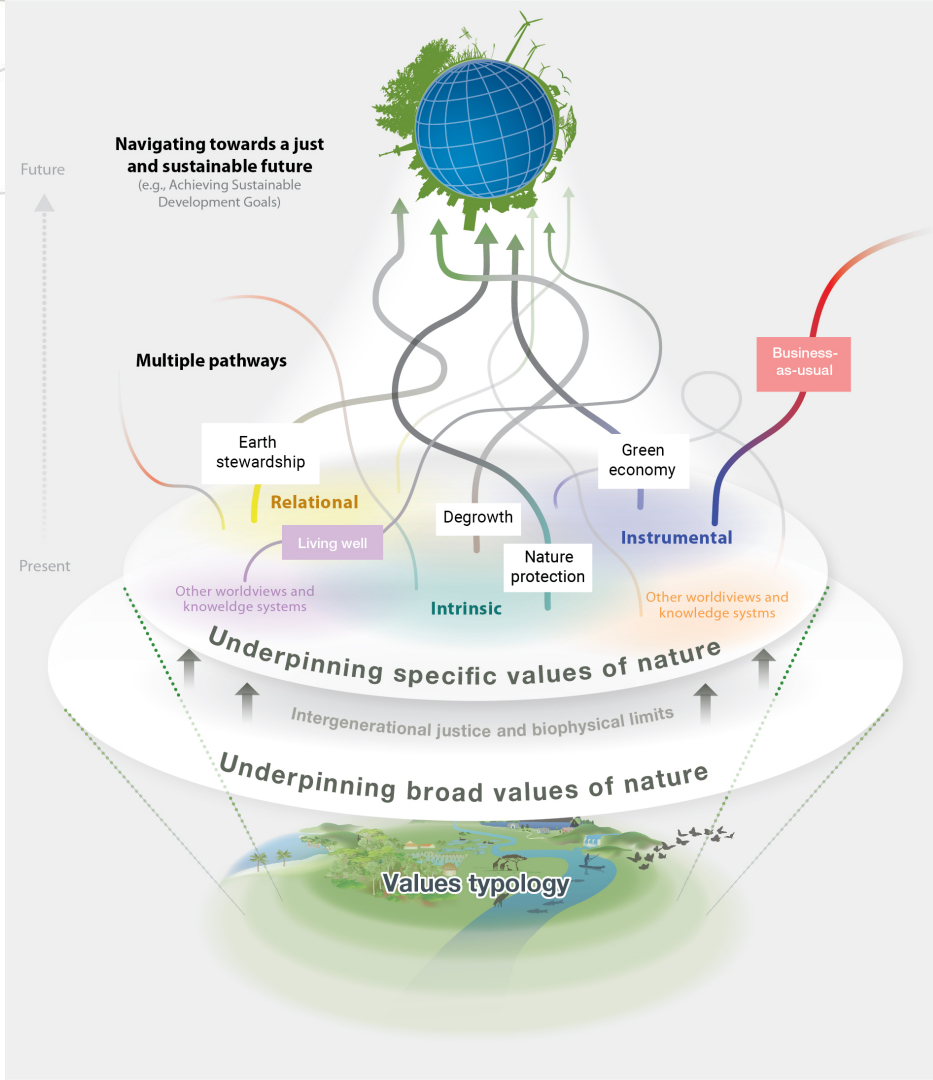 Navigating towards a just
and sustainable future
(e.g., Achieving Sustainable
Development Goals)
Future
Multiple pathways
Business-
as-usual
Earth
stewardship
Green
economy
Relational
Degrowth
Instrumental
Living well
Nature
protection
Present
Other worldviews and
knoweldge systems
Intrinsic
Other worldiviews and
knowledge systms
Underpinning specific values of nature
Intergenerational justice and biophysical limits
Underpinning broad values of nature
Values typology